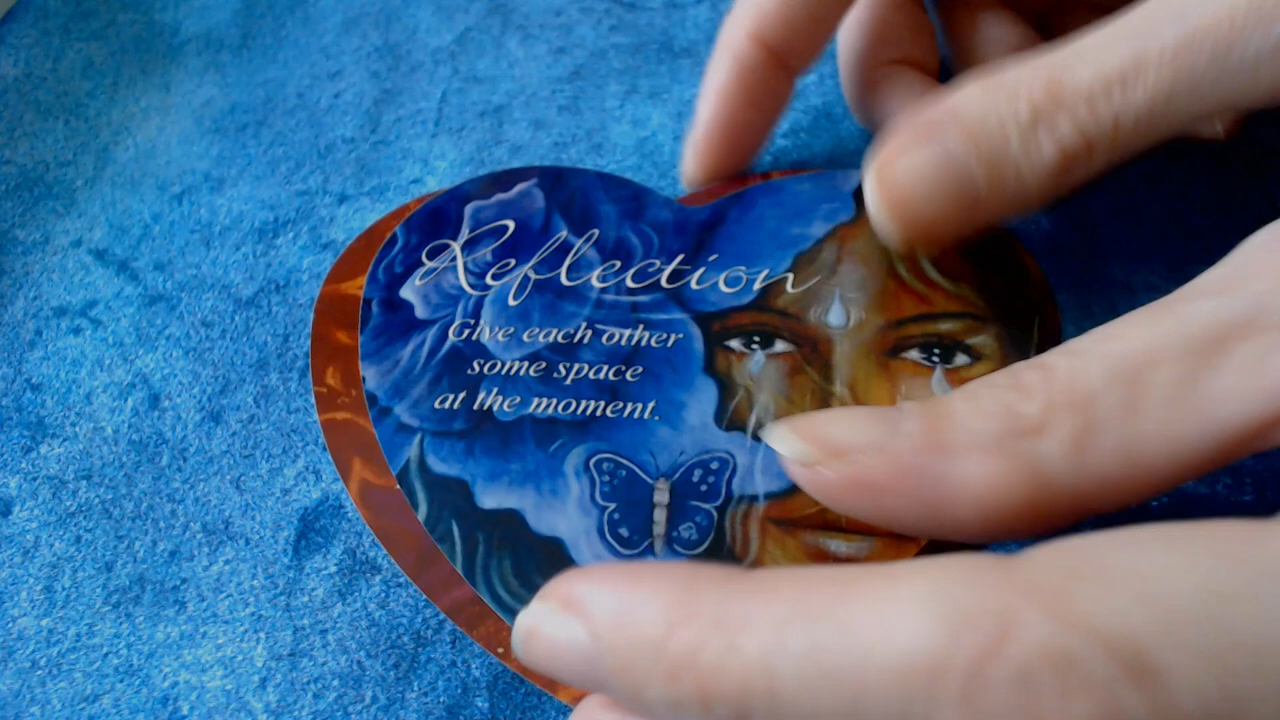 Reflection
Give each other
some space
at the moment.